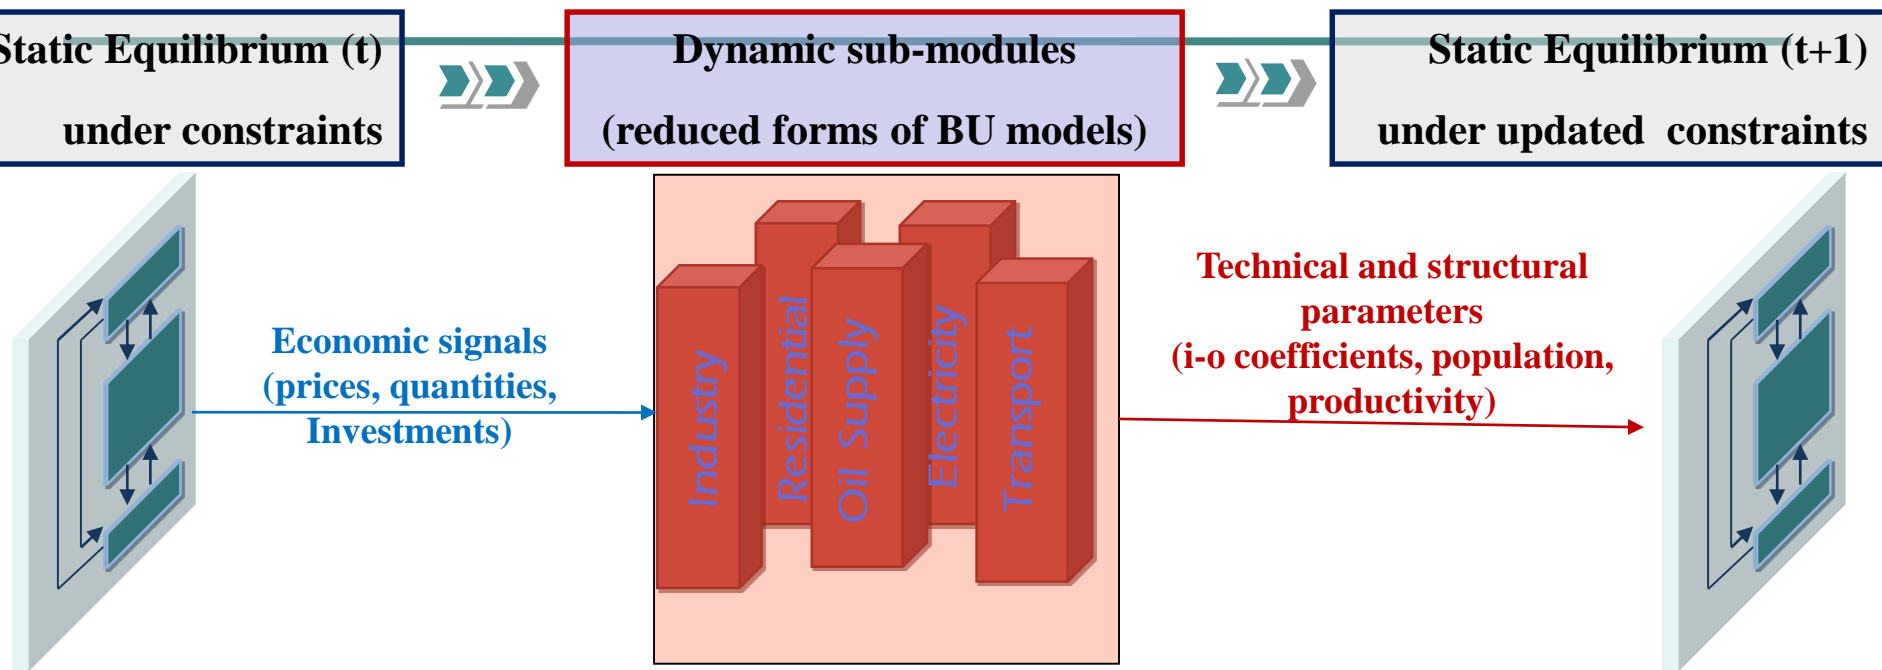 Static Equilibrium (t)
under constraints
Dynamic sub-modules
(reduced forms of BU models)
Static Equilibrium (t+1)
under updated constraints
Economic signals
(prices, quantities,
Investments)
Industry
Residential
Oil Supply
Electricity
Transport
Technical and structural
parameters
(i-o coefficients, population,
productivity)